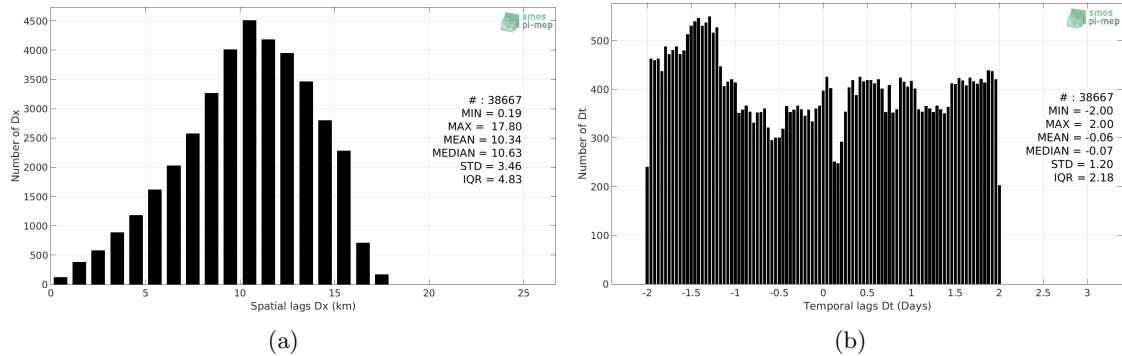 4500
4000
3500
3000
2500
2000
1500
1000
500
0
Number of Dx
smos
pi-mep
# : 38667
MIN = 0.19
MAX = 17.80
MEAN = 10.34
MEDIAN = 10.63
STD = 3.46
IQR = 4.83
0 5 10 15 20 25
Spatial lags Dx (km)
(a)
500
400
300
200
100
0
Number of Dt
smos
pi-mep
# : 38667
MIN = -2.00
MAX = 2.00
MEAN = -0.06
MEDIAN = -0.07
STD = 1.20
IQR = 2.18
-2 -1.5 -1 -0.5 0 0.5 1 1.5 2 2.5 3
Temporal lags Dt (Days)
(b)